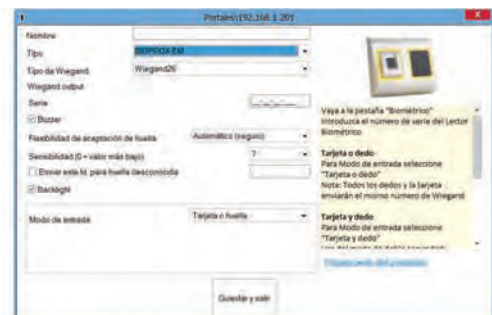 Portales\192.168.1.201
Nombre
Tipo BIOPROX-EM
Tipo de Wiegand Wiegand26
Wiegand output
Serie
Buzzer
Flexibilidad de aceptación de huella Automático (seguro)
Sensibilidad (0 = valor más bajo) 7
Enviar este Id. para huella desconocida
Backlight
Modo de entrada Tarjeta o huella
Guardar y salir
Vaya a la pestaña "Biométrico"
Introduzca el número de serie del Lector
Biométrico.
Tarjeta o dedo
Para Modo de entrada seleccione
"Tarjeta o dedo"
Nota: Todos los dedos y la tarjeta
enviarán el mismo número de Wiegand
Tarjeta y dedo
Para Modo de entrada seleccione
"Tarjeta y dedo"